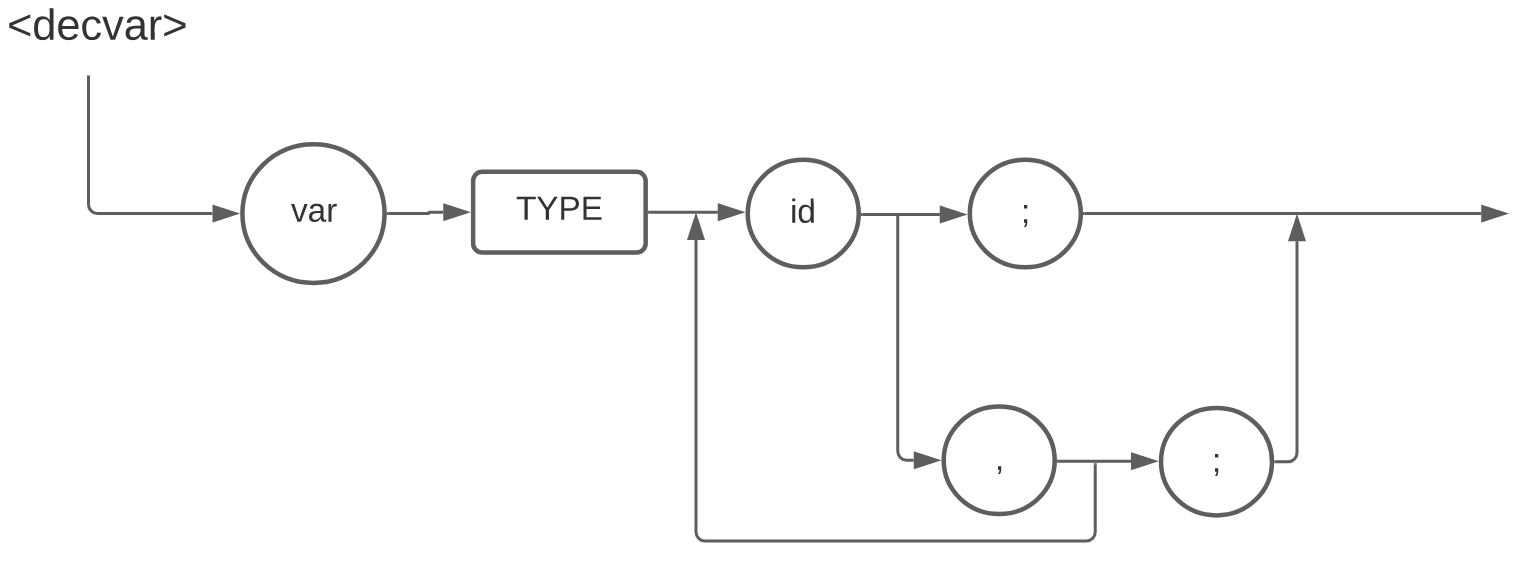 <decvar>
var
TYPE
id
;
,
;